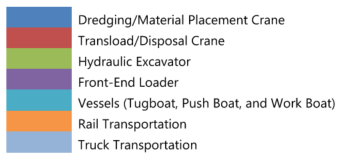 Dredging/Material Placement Crane
Transload/Disposal Crane
Hydraulic Excavator
Front-End Loader
Vessels (Tugboat, Push Boat, and Work Boat)
Rail Transportation
Truck Transportation